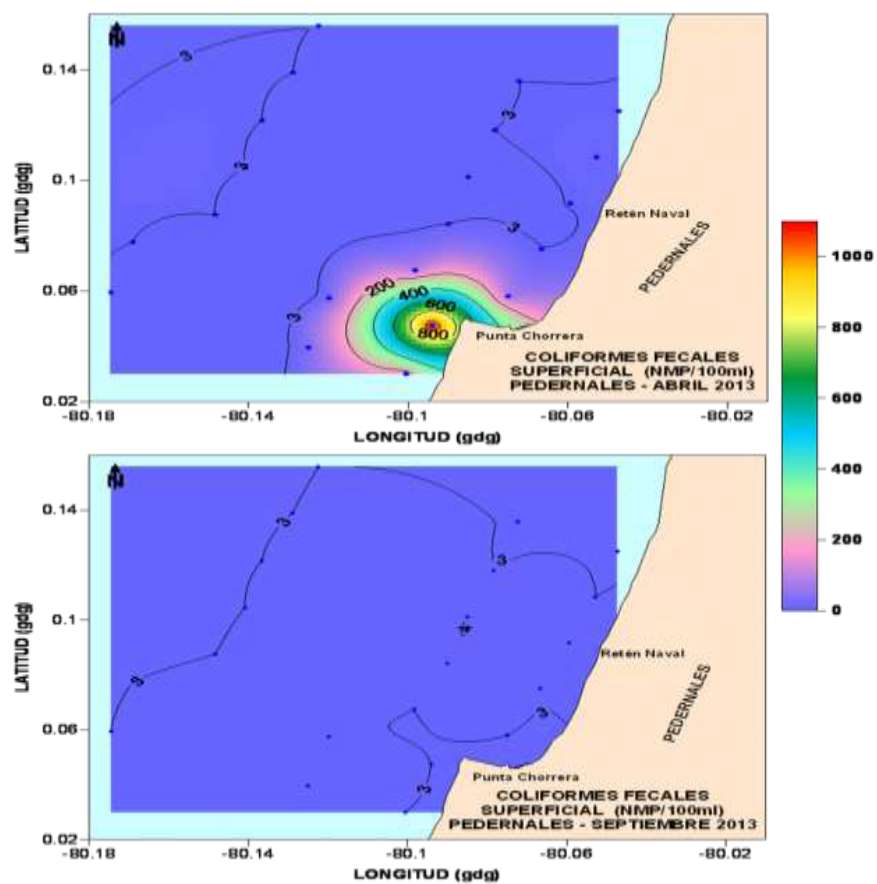 N
0.14
0.1
0.06
0.02
LATITUD (gdg)
3
3
3
3
3
200
400
600
800
Retén Naval
PEDERNALES
Punta Chorrera
COLIFORMES FECALES
SUPERFICIAL (NMP/100ml)
PEDERNALES - ABRIL 2013
-80.18
-80.14
-80.1
-80.06
-80.02
LONGITUD (gdg)
1000
800
600
400
200
0
N
0.14
0.1
0.06
0.02
LATITUD (gdg)
3
3
3
3
3
Retén Naval
PEDERNALES
Punta Chorrera
COLIFORMES FECALES
SUPERFICIAL (NMP/100ml)
PEDERNALES - SEPTIEMBRE 2013
-80.18
-80.14
-80.1
-80.06
-80.02
LONGITUD (gdg)